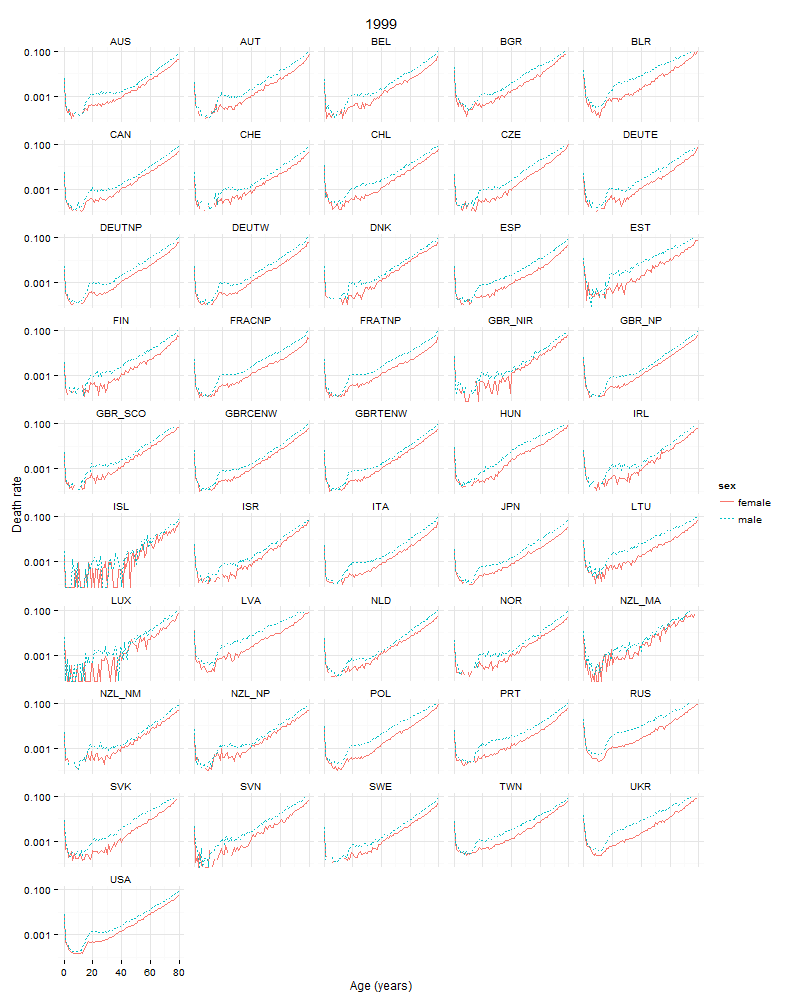 1999
AUS AUT BEL BGR BLR
0.100
0.001
CAN CHE CHL CZE DEUTE
0.100
0.001
DEUTNP DEUTW DNK ESP EST
0.100
0.001
FIN FRACNP FRATNP GBR_NIR GBR_NP
0.100
0.001
GBR_SCO GBRCENW GBRTENW HUN IRL
0.100
0.001
ISL ISR ITA JPN LTU
0.100
0.001
LUX LVA NLD NOR NZL_MA
0.100
0.001
NZL_NM NZL_NP POL PRT RUS
0.100
0.001
SVK SVN SWE TWN UKR
0.100
0.001
USA
0.100
0.001
0 20 40 60 80
Age (years)
Death rate
sex
female
male